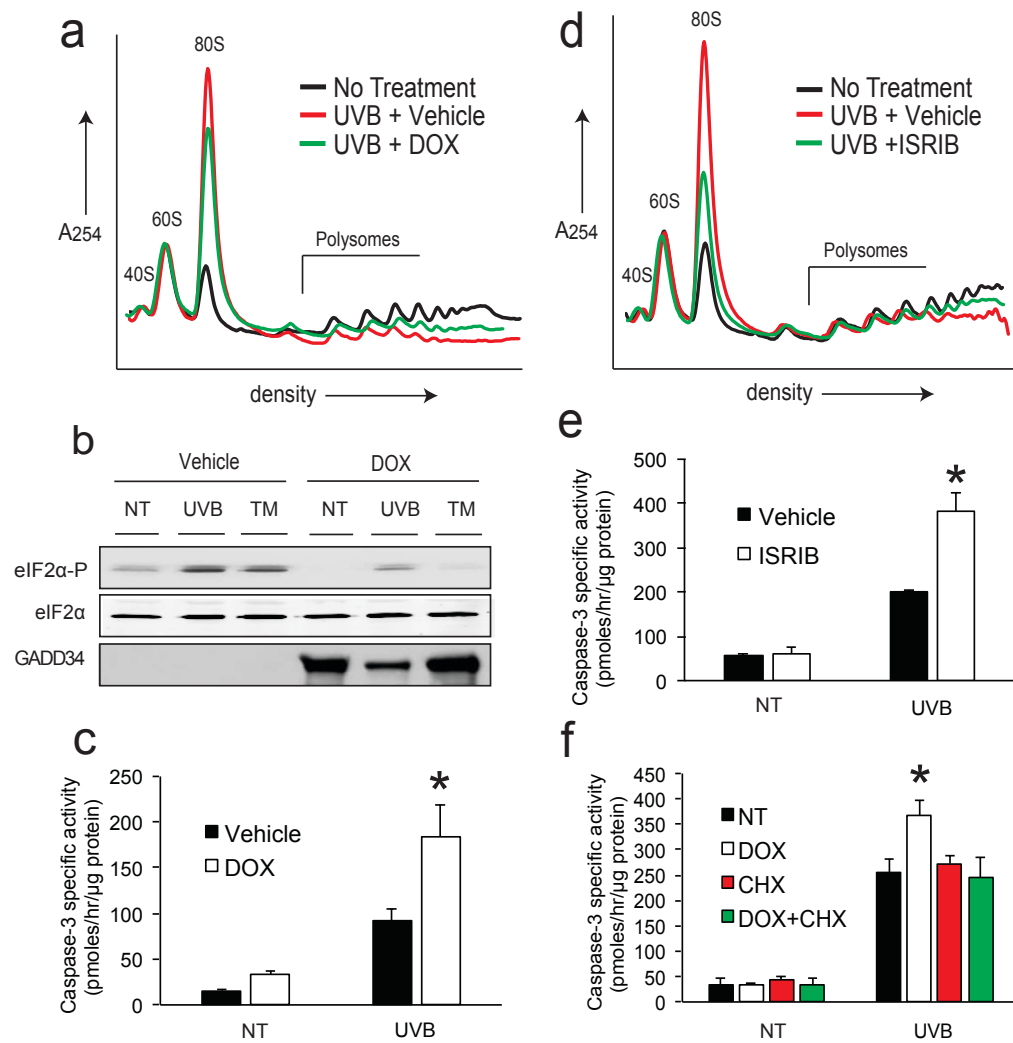 a
80S
No Treatment
UVB + Vehicle
UVB + DOX
60S
A254
40S
Polysomes
density
d
80S
No Treatment
UVB + Vehicle
UVB +ISRIB
60S
A254
40S
Polysomes
density
b
Vehicle DOX
NT UVB TM NT UVB TM
eIF2α-P
eIF2α
GADD34
e
Caspase-3 specific activity
(pmoles/hr/µg protein)
500
400
300
200
100
0
Vehicle
ISRIB
*
NT UVB
c
Caspase-3 specific activity
(pmoles/hr/µg protein)
250
200
150
100
50
0
Vehicle
DOX
*
NT UVB
f
Caspase-3 specific activity
(pmoles/hr/µg protein)
450
400
350
300
250
200
150
100
50
0
NT
DOX
CHX
DOX+CHX
*
NT UVB